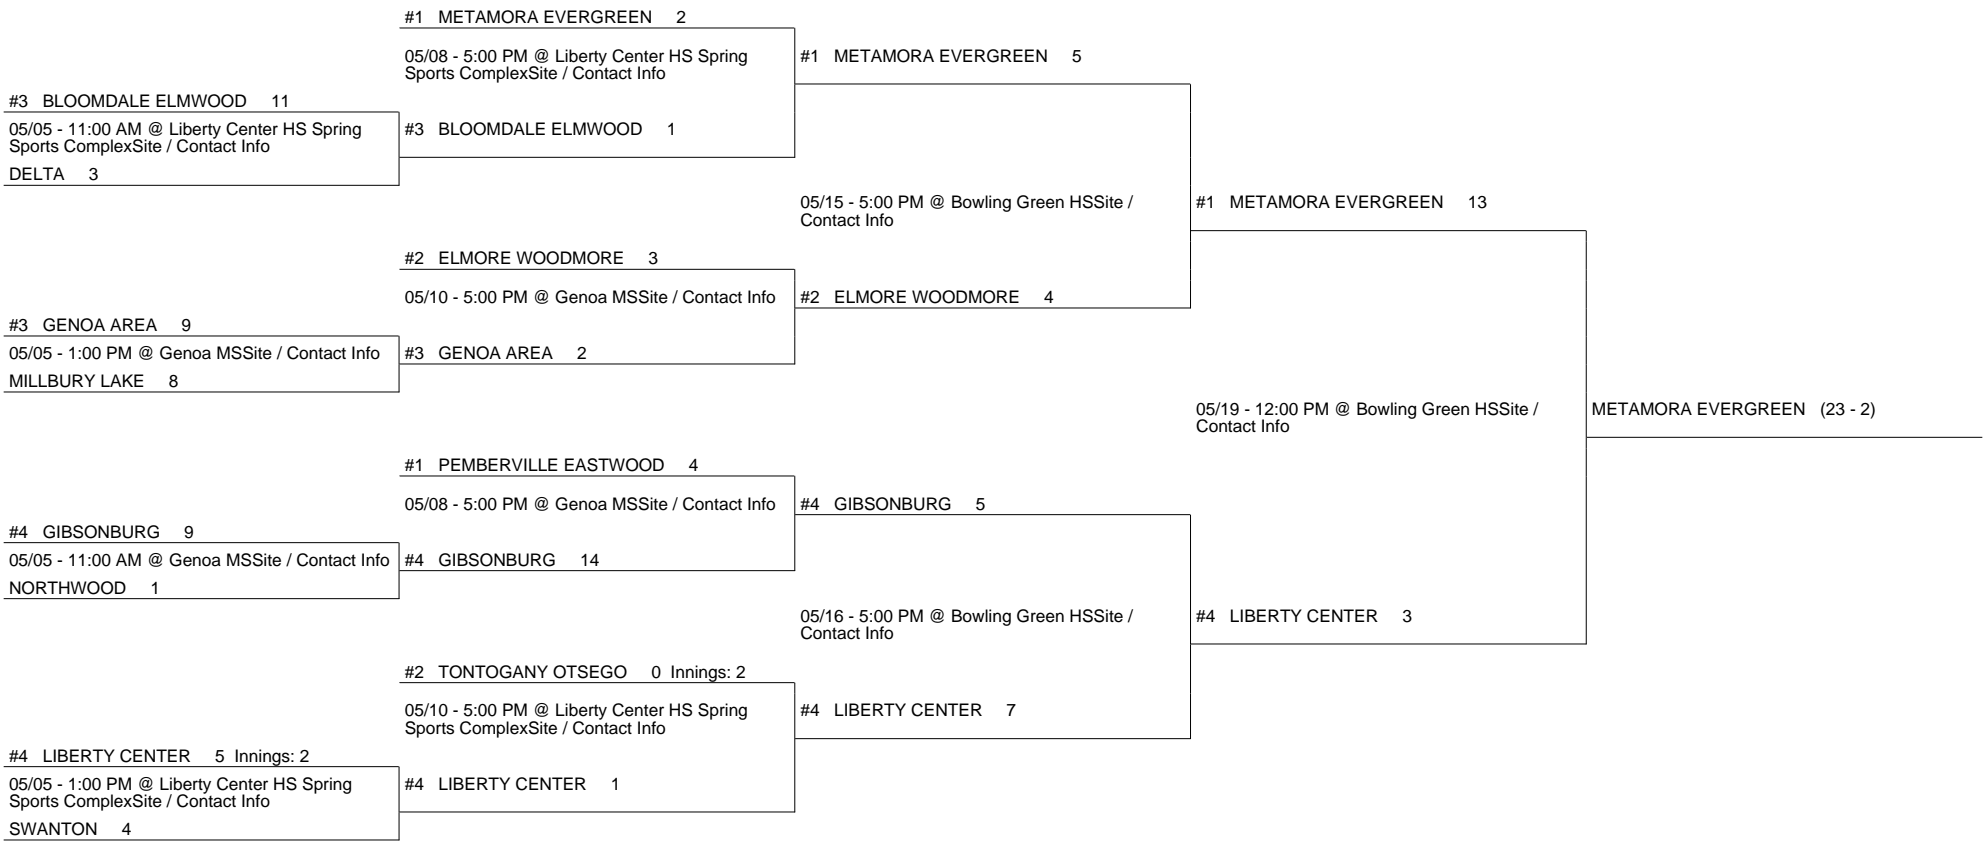 #1 METAMORA EVERGREEN 2
05/08 - 5:00 PM @ Liberty Center HS Spring
Sports ComplexSite / Contact Info
#1 METAMORA EVERGREEN 5
#3 BLOOMDALE ELMWOOD 11
05/05 - 11:00 AM @ Liberty Center HS Spring
Sports ComplexSite / Contact Info
#3 BLOOMDALE ELMWOOD 1
DELTA 3
05/15 - 5:00 PM @ Bowling Green HSSite /
Contact Info
#1 METAMORA EVERGREEN 13
#2 ELMORE WOODMORE 3
05/10 - 5:00 PM @ Genoa MSSite / Contact Info
#2 ELMORE WOODMORE 4
#3 GENOA AREA 9
05/05 - 1:00 PM @ Genoa MSSite / Contact Info
#3 GENOA AREA 2
MILLBURY LAKE 8
05/19 - 12:00 PM @ Bowling Green HSSite /
Contact Info
METAMORA EVERGREEN (23 - 2)
#1 PEMBERVILLE EASTWOOD 4
05/08 - 5:00 PM @ Genoa MSSite / Contact Info
#4 GIBSONBURG 5
#4 GIBSONBURG 9
05/05 - 11:00 AM @ Genoa MSSite / Contact Info
#4 GIBSONBURG 14
NORTHWOOD 1
05/16 - 5:00 PM @ Bowling Green HSSite /
Contact Info
#4 LIBERTY CENTER 3
#2 TONTOGANY OTSEGO 0 Innings: 2
05/10 - 5:00 PM @ Liberty Center HS Spring
Sports ComplexSite / Contact Info
#4 LIBERTY CENTER 7
#4 LIBERTY CENTER 5 Innings: 2
05/05 - 1:00 PM @ Liberty Center HS Spring
Sports ComplexSite / Contact Info
#4 LIBERTY CENTER 1
SWANTON 4